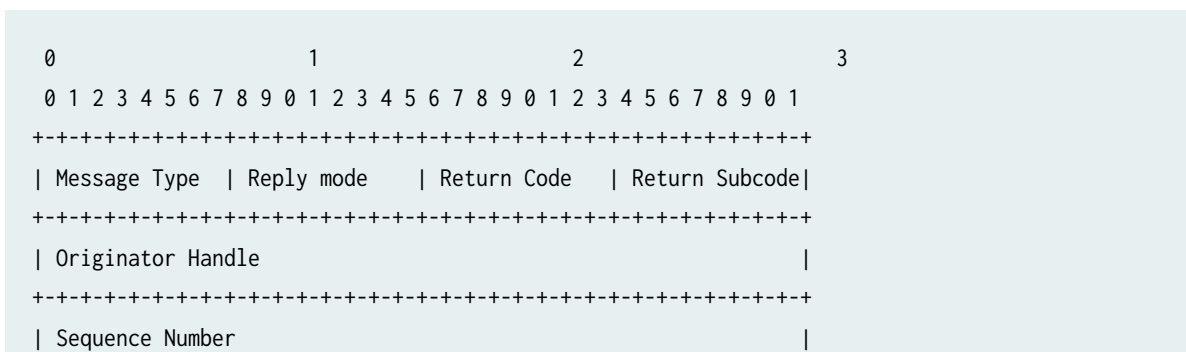 0                     1                     2                     3
0 1 2 3 4 5 6 7 8 9 0 1 2 3 4 5 6 7 8 9 0 1 2 3 4 5 6 7 8 9 0 1
+-+-+-+-+-+-+-+-+-+-+-+-+-+-+-+-+-+-+-+-+-+-+-+-+-+-+-+-+-+-+-+-+
| Message Type  | Reply mode    | Return Code   | Return Subcode|
+-+-+-+-+-+-+-+-+-+-+-+-+-+-+-+-+-+-+-+-+-+-+-+-+-+-+-+-+-+-+-+-+
| Originator Handle                                             |
+-+-+-+-+-+-+-+-+-+-+-+-+-+-+-+-+-+-+-+-+-+-+-+-+-+-+-+-+-+-+-+-+
| Sequence Number                                               |